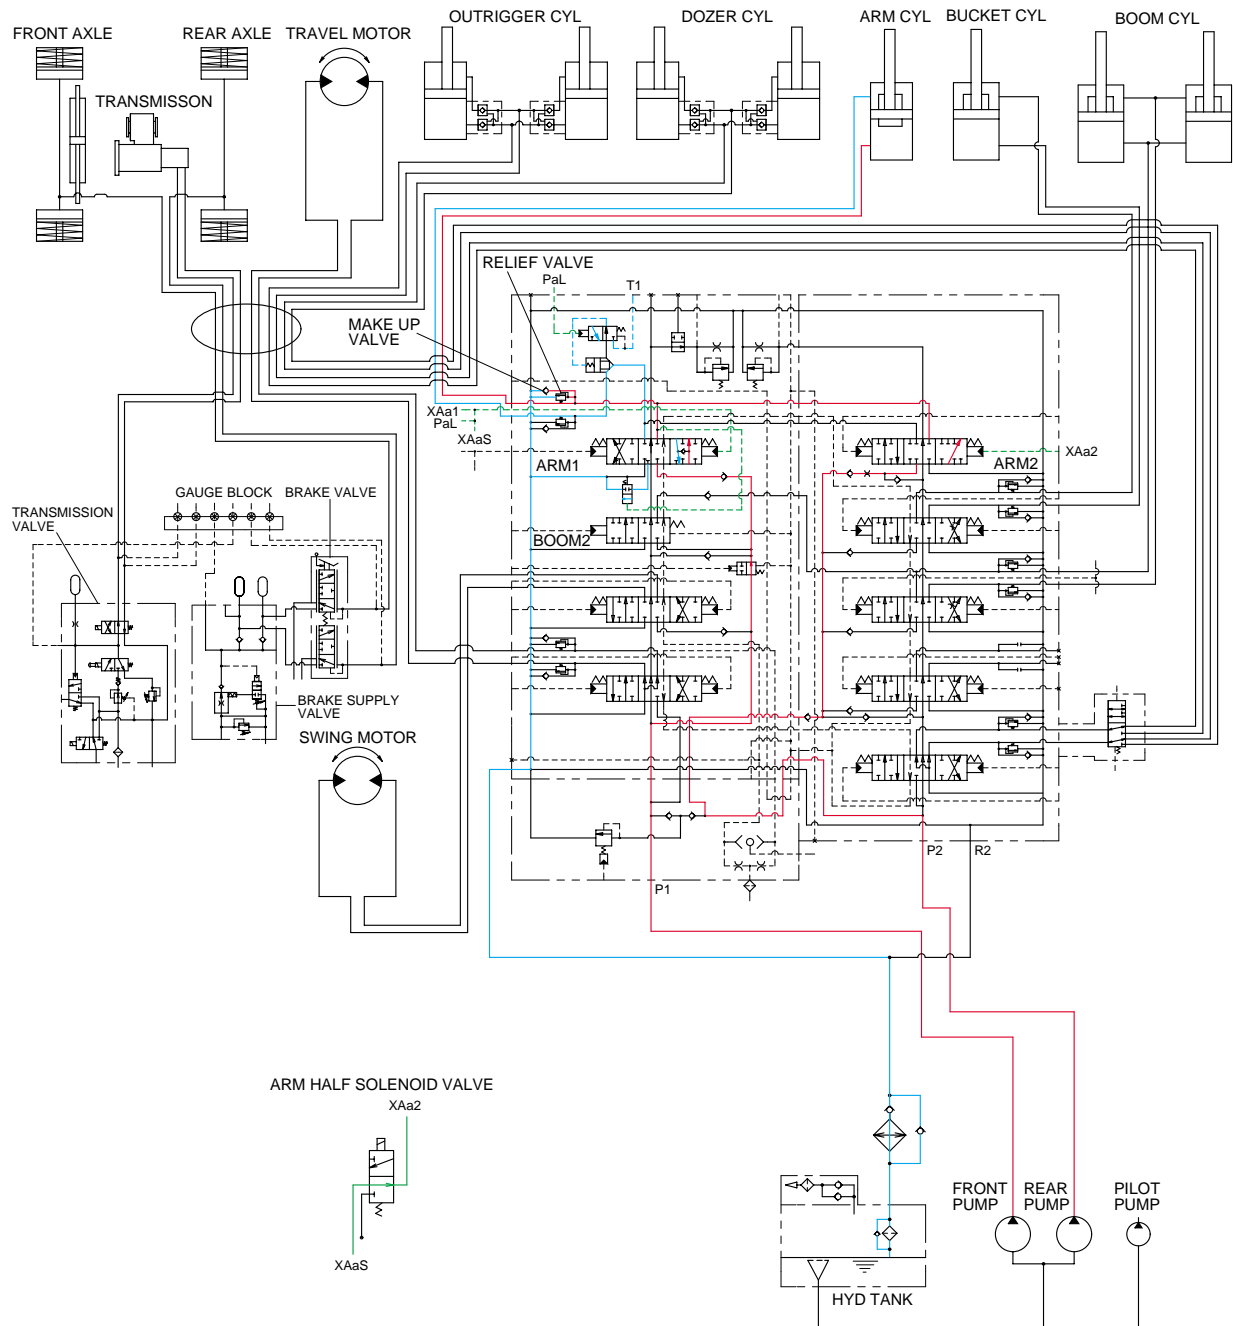 OUTRIGGER CYL
DOZER CYL
ARM CYL
BUCKET CYL
BOOM CYL
FRONT AXLE
REAR AXLE
TRAVEL MOTOR
TRANSMISSON
RELIEF VALVE
PaL
T1
MAKE UP
VALVE
XAa1
PaL
XAaS
XAa2
ARM1
ARM2
BOOM2
GAUGE BLOCK
BRAKE VALVE
TRANSMISSION
VALVE
BRAKE SUPPLY
VALVE
SWING MOTOR
P1
P2
R2
ARM HALF SOLENOID VALVE
XAa2
XAaS
FRONT
PUMP
REAR
PUMP
PILOT
PUMP
HYD TANK